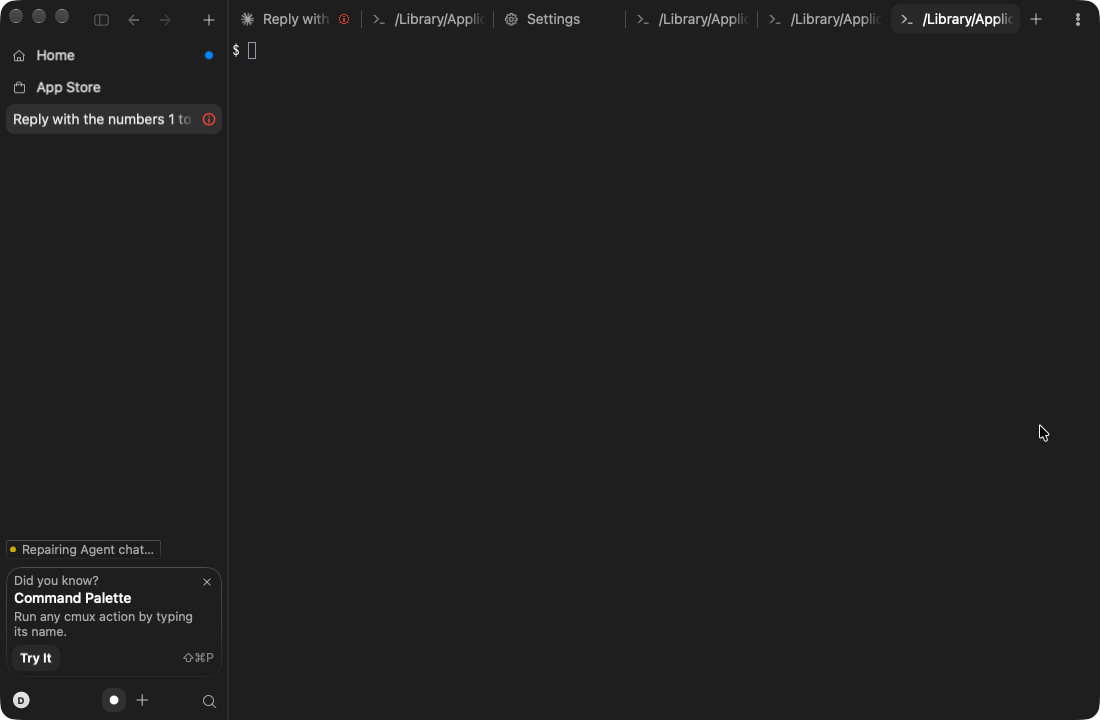 Home
App Store
Reply with the numbers 1 to
Reply with
/Library/Applic
Settings
/Library/Applic
/Library/Applic
/Library/Applic
$
Repairing Agent chat...
Did you know?
Command Palette
Run any cmux action by typing
its name.
Try It
⇧⌘P
D